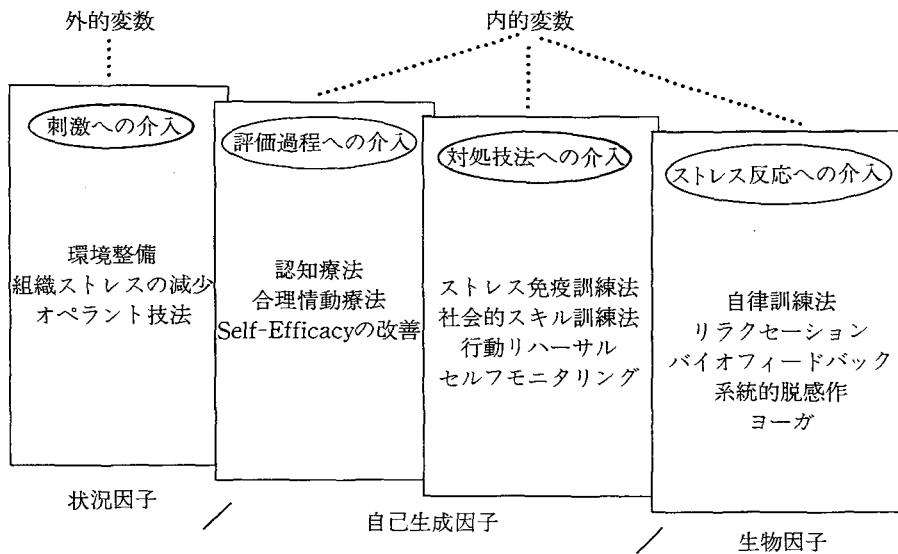 外的変数
内的変数
刺激への介入
環境整備
組織ストレスの減少
オペラント技法
評価過程への介入
認知療法
合理情動療法
Self-Efficacyの改善
対処技法への介入
ストレス免疫訓練法
社会的スキル訓練法
行動リハーサル
セルフモニタリング
ストレス反応への介入
自律訓練法
リラクセーション
バイオフィードバック
系統的脱感作
ヨーガ
状況因子
自己生成因子
生物因子